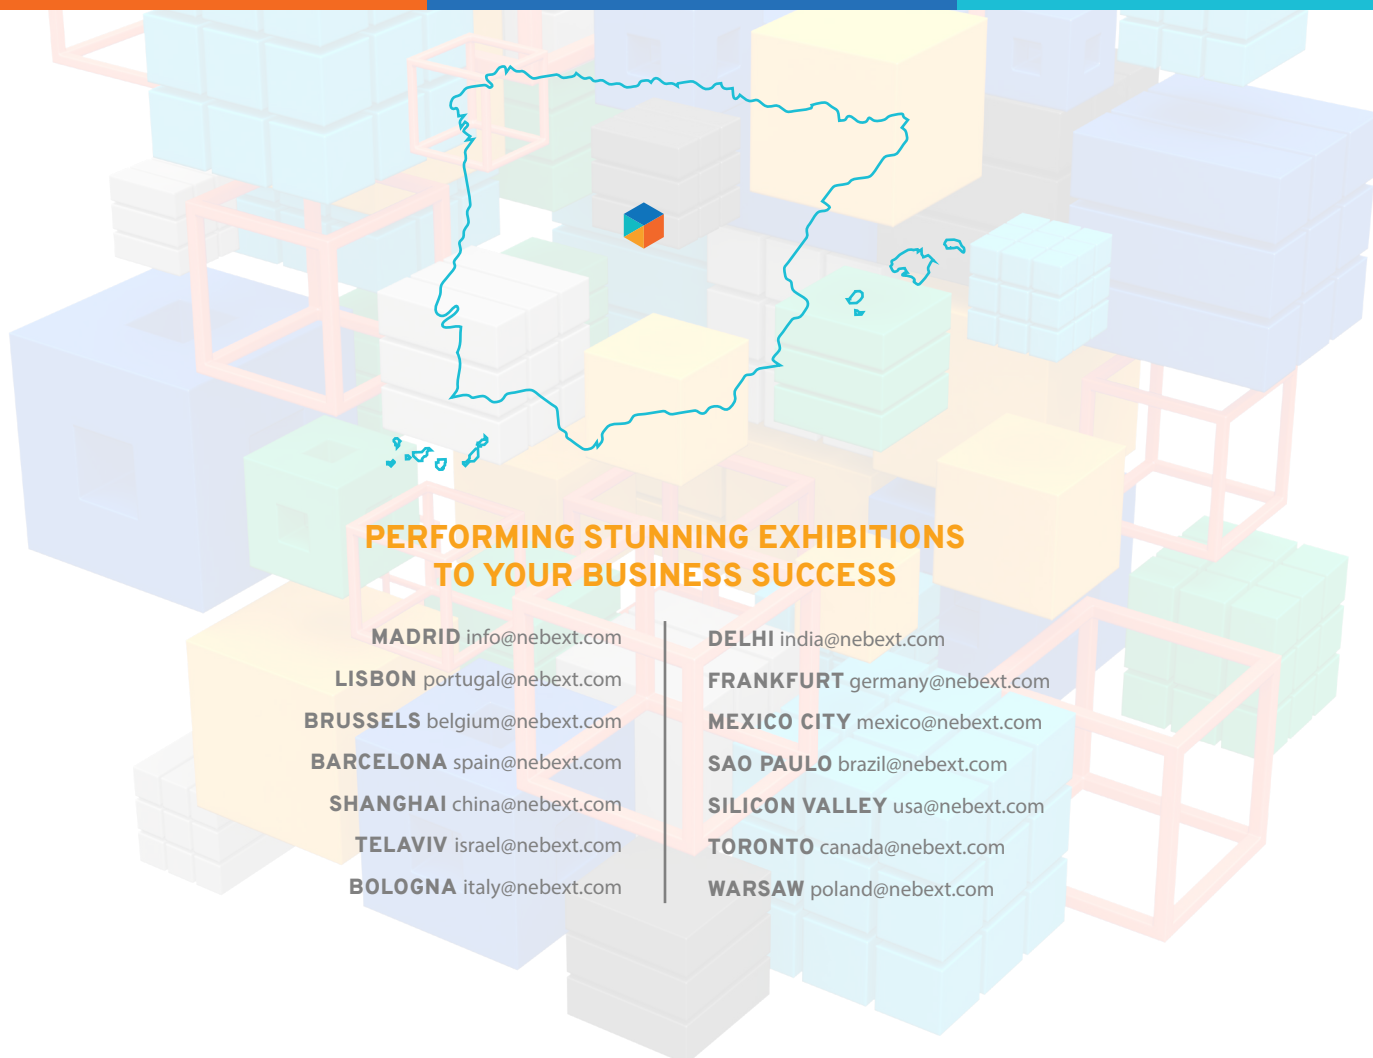 PERFORMING STUNNING EXHIBITIONS
TO YOUR BUSINESS SUCCESS
MADRID info@nebext.com
LISBON portugal@nebext.com
BRUSSELS belgium@nebext.com
BARCELONA spain@nebext.com
SHANGHAI china@nebext.com
TELAVIV israel@nebext.com
BOLOGNA italy@nebext.com
DELHI india@nebext.com
FRANKFURT germany@nebext.com
MEXICO CITY mexico@nebext.com
SAO PAULO brazil@nebext.com
SILICON VALLEY usa@nebext.com
TORONTO canada@nebext.com
WARSAW poland@nebext.com